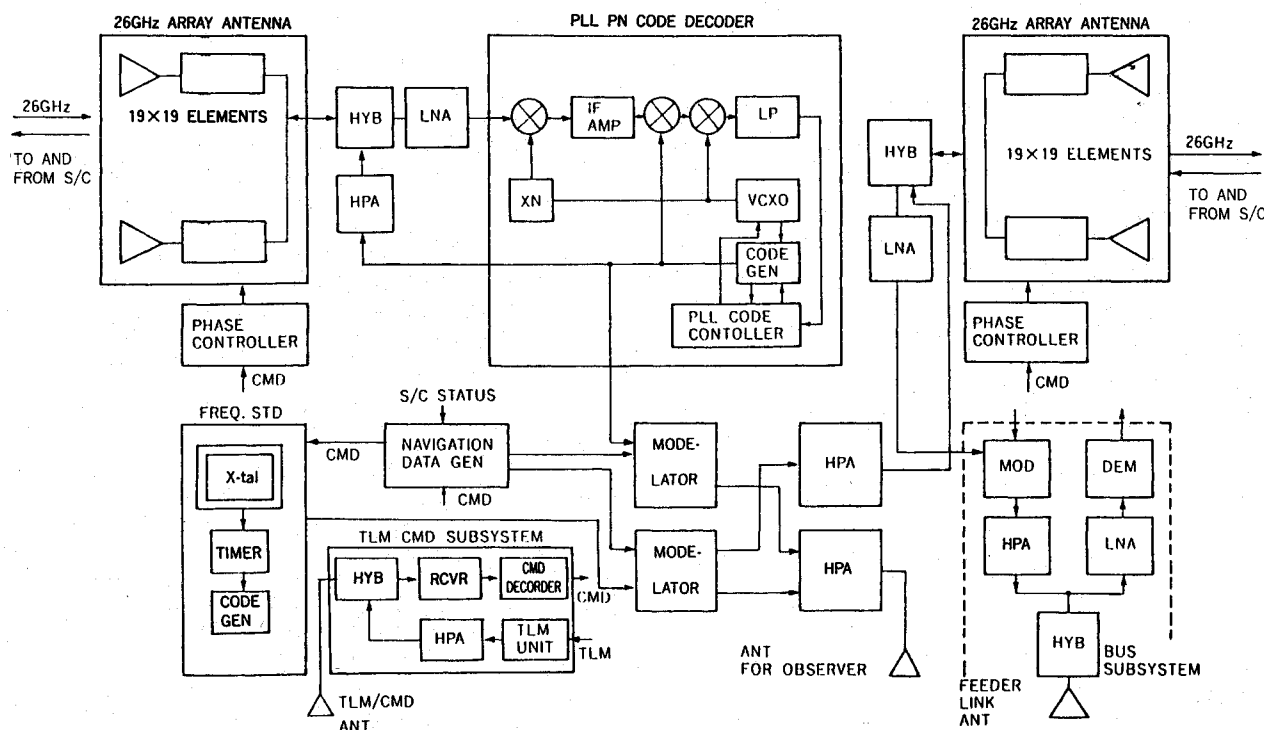 26GHz ARRAY ANTENNA
PLL PN CODE DECODER
26GHz ARRAY ANTENNA
26GHz
19×19 ELEMENTS
TO AND
FROM S/C
HYB
LNA
HPA
IF
AMP
LP
XN
VCXO
CODE
GEN
PLL CODE
CONTOLLER
HYB
LNA
19×19 ELEMENTS
26GHz
TO AND
FROM S/C
PHASE
CONTROLLER
CMD
PHASE
CONTROLLER
CMD
FREQ. STD
X-tal
TIMER
CODE
GEN
S/C STATUS
NAVIGATION
DATA GEN
CMD
CMD
MODE-
LATOR
HPA
MODE-
LATOR
HPA
TLM CMD SUBSYSTEM
HYB
RCVR
CMD
DECORDER
CMD
HPA
TLM
UNIT
TLM
TLM/CMD
ANT
ANT
FOR OBSERVER
MOD
DEM
HPA
LNA
HYB
BUS
SUBSYSTEM
FEEDER
LINK
ANT